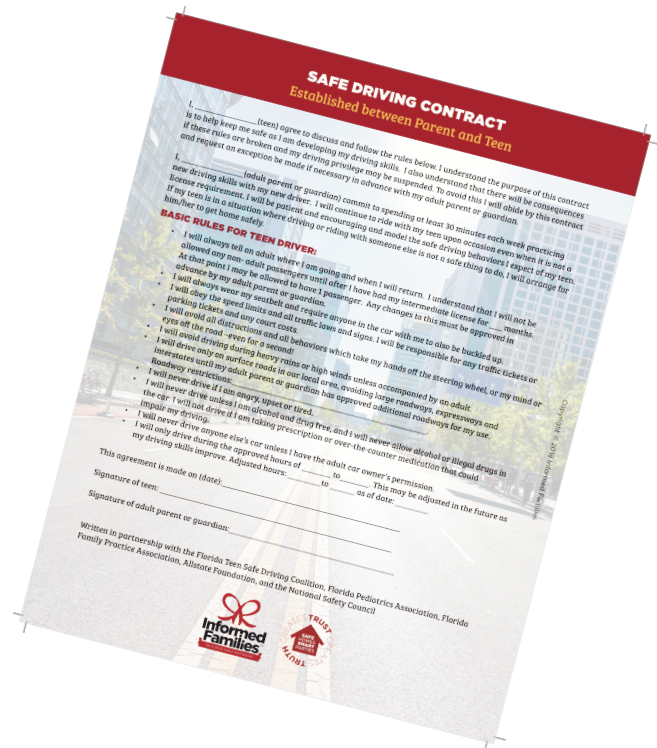 SAFE DRIVING CONTRACT
Established between Parent and Teen
I, ____________ (teen) agree to discuss and follow the rules below. I understand the purpose of this contract
is to help keep me safe as I am developing my driving skills. I also understand that there will be consequences
if these rules are broken and my driving privilege may be suspended. To avoid this I will abide by this contract
and request an exception be made if necessary in advance with my adult parent or guardian.
I, ____________(adult parent or guardian) commit to spending at least 30 minutes each week practicing
new driving skills with my new driver. I will continue to ride with my teen upon occasion even when it is not a
license requirement. I will be patient and encouraging and model the safe driving behaviors I expect of my teen.
If my teen is in a situation where driving or riding with someone else is not a safe thing to do, I will arrange for
him/her to get home safely.
BASIC RULES FOR TEEN DRIVER:
• I will always tell an adult where I am going and when I will return. I understand that I will not be
allowed any non- adult passengers until after I have had my intermediate license for ___ months.
At that point I may be allowed to have 1 passenger. Any changes to this must be approved in
advance by my adult parent or guardian.
• I will always wear my seatbelt and require anyone in the car with me to also be buckled up.
• I will obey the speed limits and all traffic laws and signs. I will be responsible for any traffic tickets or
parking tickets and any court costs.
• I will avoid all distractions and all behaviors which take my hands off the steering wheel, or my mind or
eyes off the road -even for a second!
• I will avoid driving during heavy rains or high winds unless accompanied by an adult.
• I will drive only on surface roads in our local area, avoiding large roadways, expressways and
interstates until my adult parent or guardian has approved additional roadways for my use.
Roadway restrictions: ____________
• I will never drive if I am angry, upset or tired.
• I will never drive unless I am alcohol and drug free, and I will never allow alcohol or illegal drugs in
the car. I will not drive if I am taking prescription or over-the-counter medication that could
impair my driving.
• I will never drive anyone else's car unless I have the adult car owner's permission.
• I will only drive during the approved hours of ______ to ______. This may be adjusted in the future as
my driving skills improve. Adjusted hours: ______ to ______ as of date: ______
This agreement is made on (date): ____________
Signature of teen: ____________
Signature of adult parent or guardian: ____________
Written in partnership with the Florida Teen Safe Driving Coalition, Florida Pediatrics Association, Florida
Family Practice Association, Allstate Foundation, and the National Safety Council
Copyright © 2018 Informed Families
Informed
Families
TRUTH CREATES TRUST CREATES
SAFE
HOMES
SMART
PARTIES